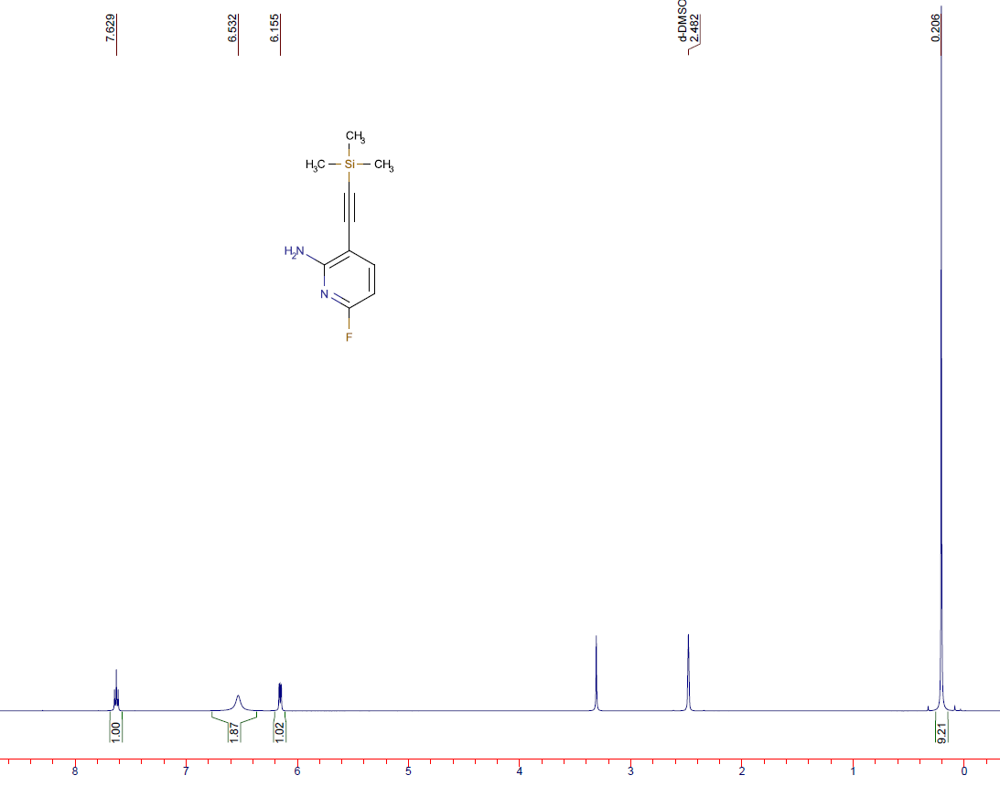 7.629
6.532
6.155
d-DMSO
2.482
0.206
CH3
H3C
Si
CH3
H2N
N
F
1.00
1.87
1.02
9.21
8 7 6 5 4 3 2 1 0